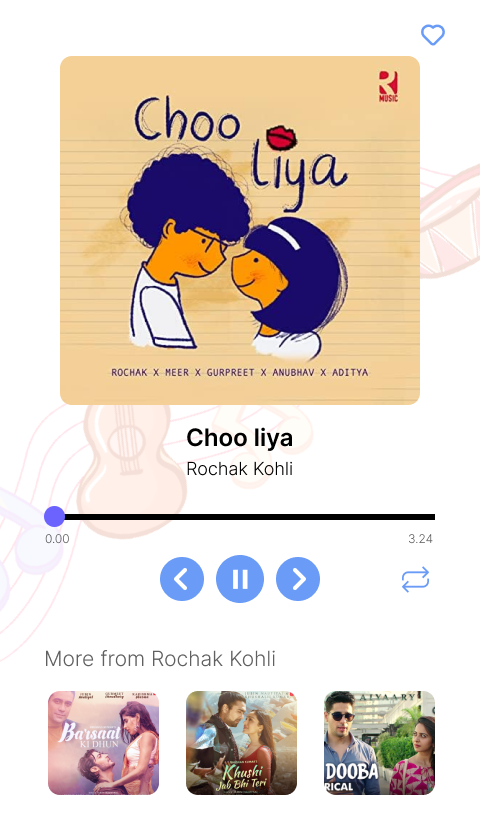 R
MUSIC
Choo
liya
ROCHAK X MEER X GURPREET X ANUBHAV X ADITYA
Choo liya
Rochak Kohli
0.00
3.24
More from Rochak Kohli
Barsaat
KI DHUN
Khushi
Jab Bhi Teri
AIYAARY
DOOBA
RICAL